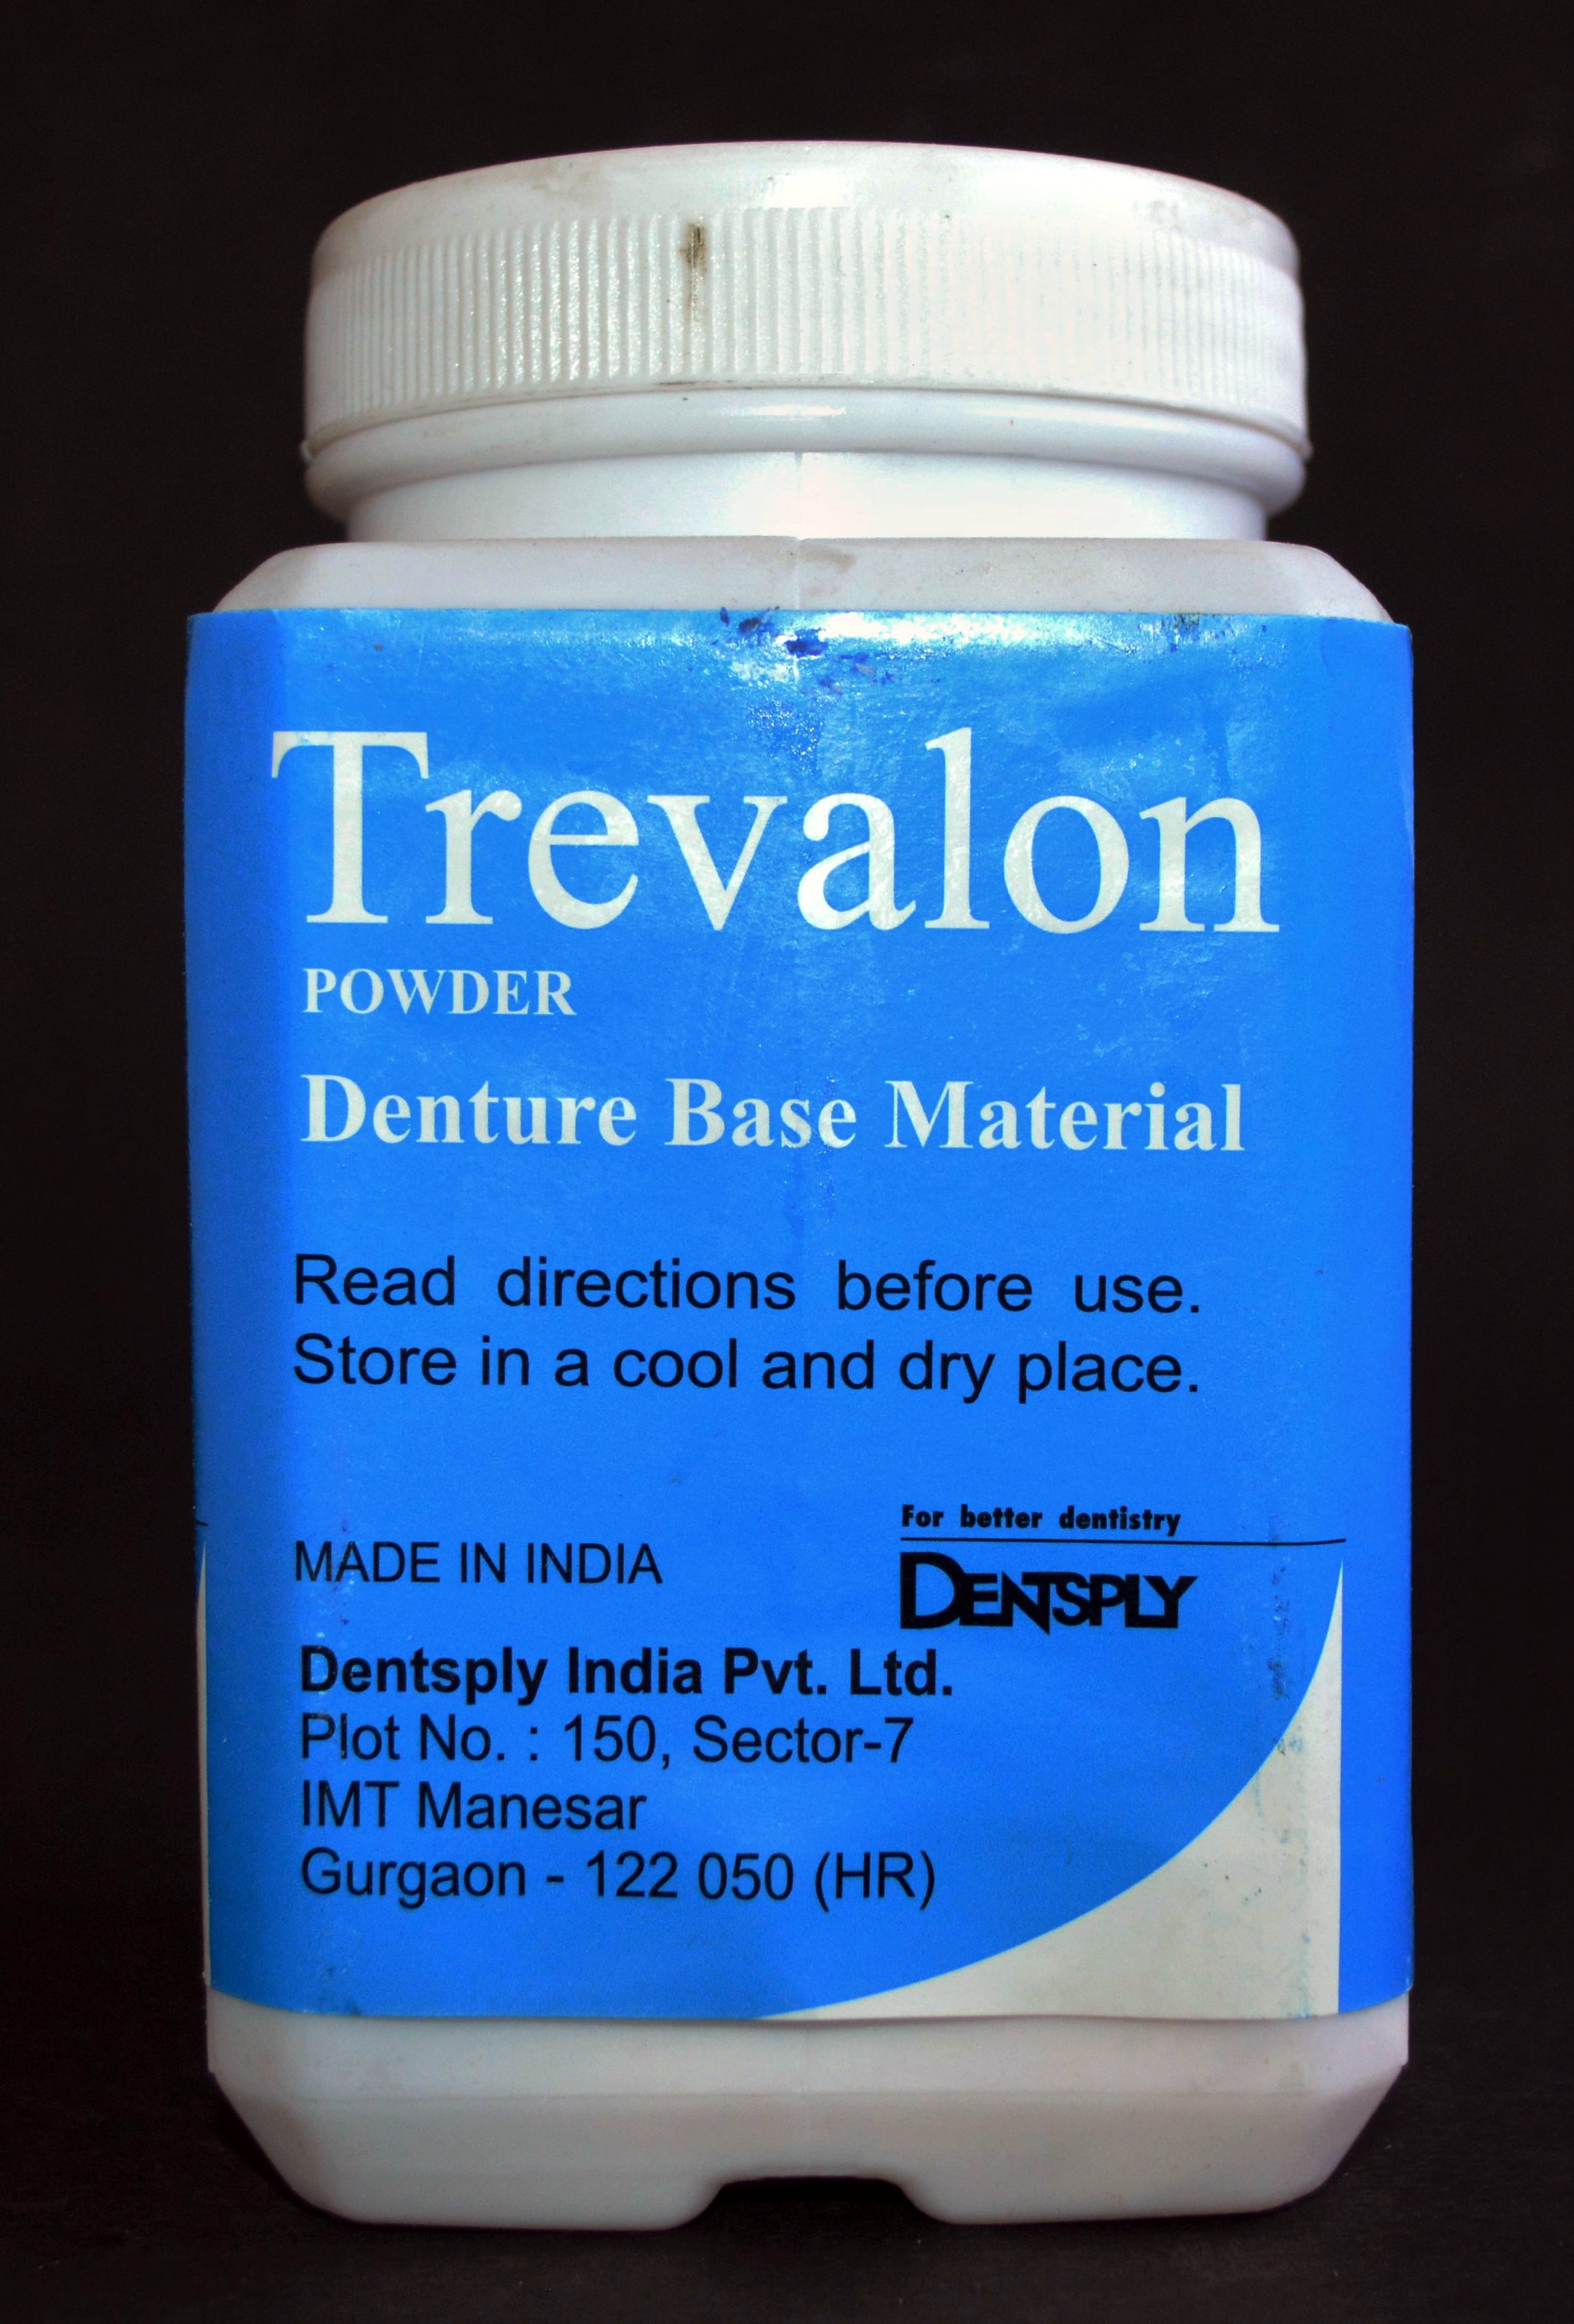 Trevalon
POWDER
Denture Base Material
Read directions before use.
Store in a cool and dry place.
For better dentistry
DENTSPLY
MADE IN INDIA
Dentsply India Pvt. Ltd.
Plot No. : 150, Sector-7
IMT Manesar
Gurgaon - 122 050 (HR)